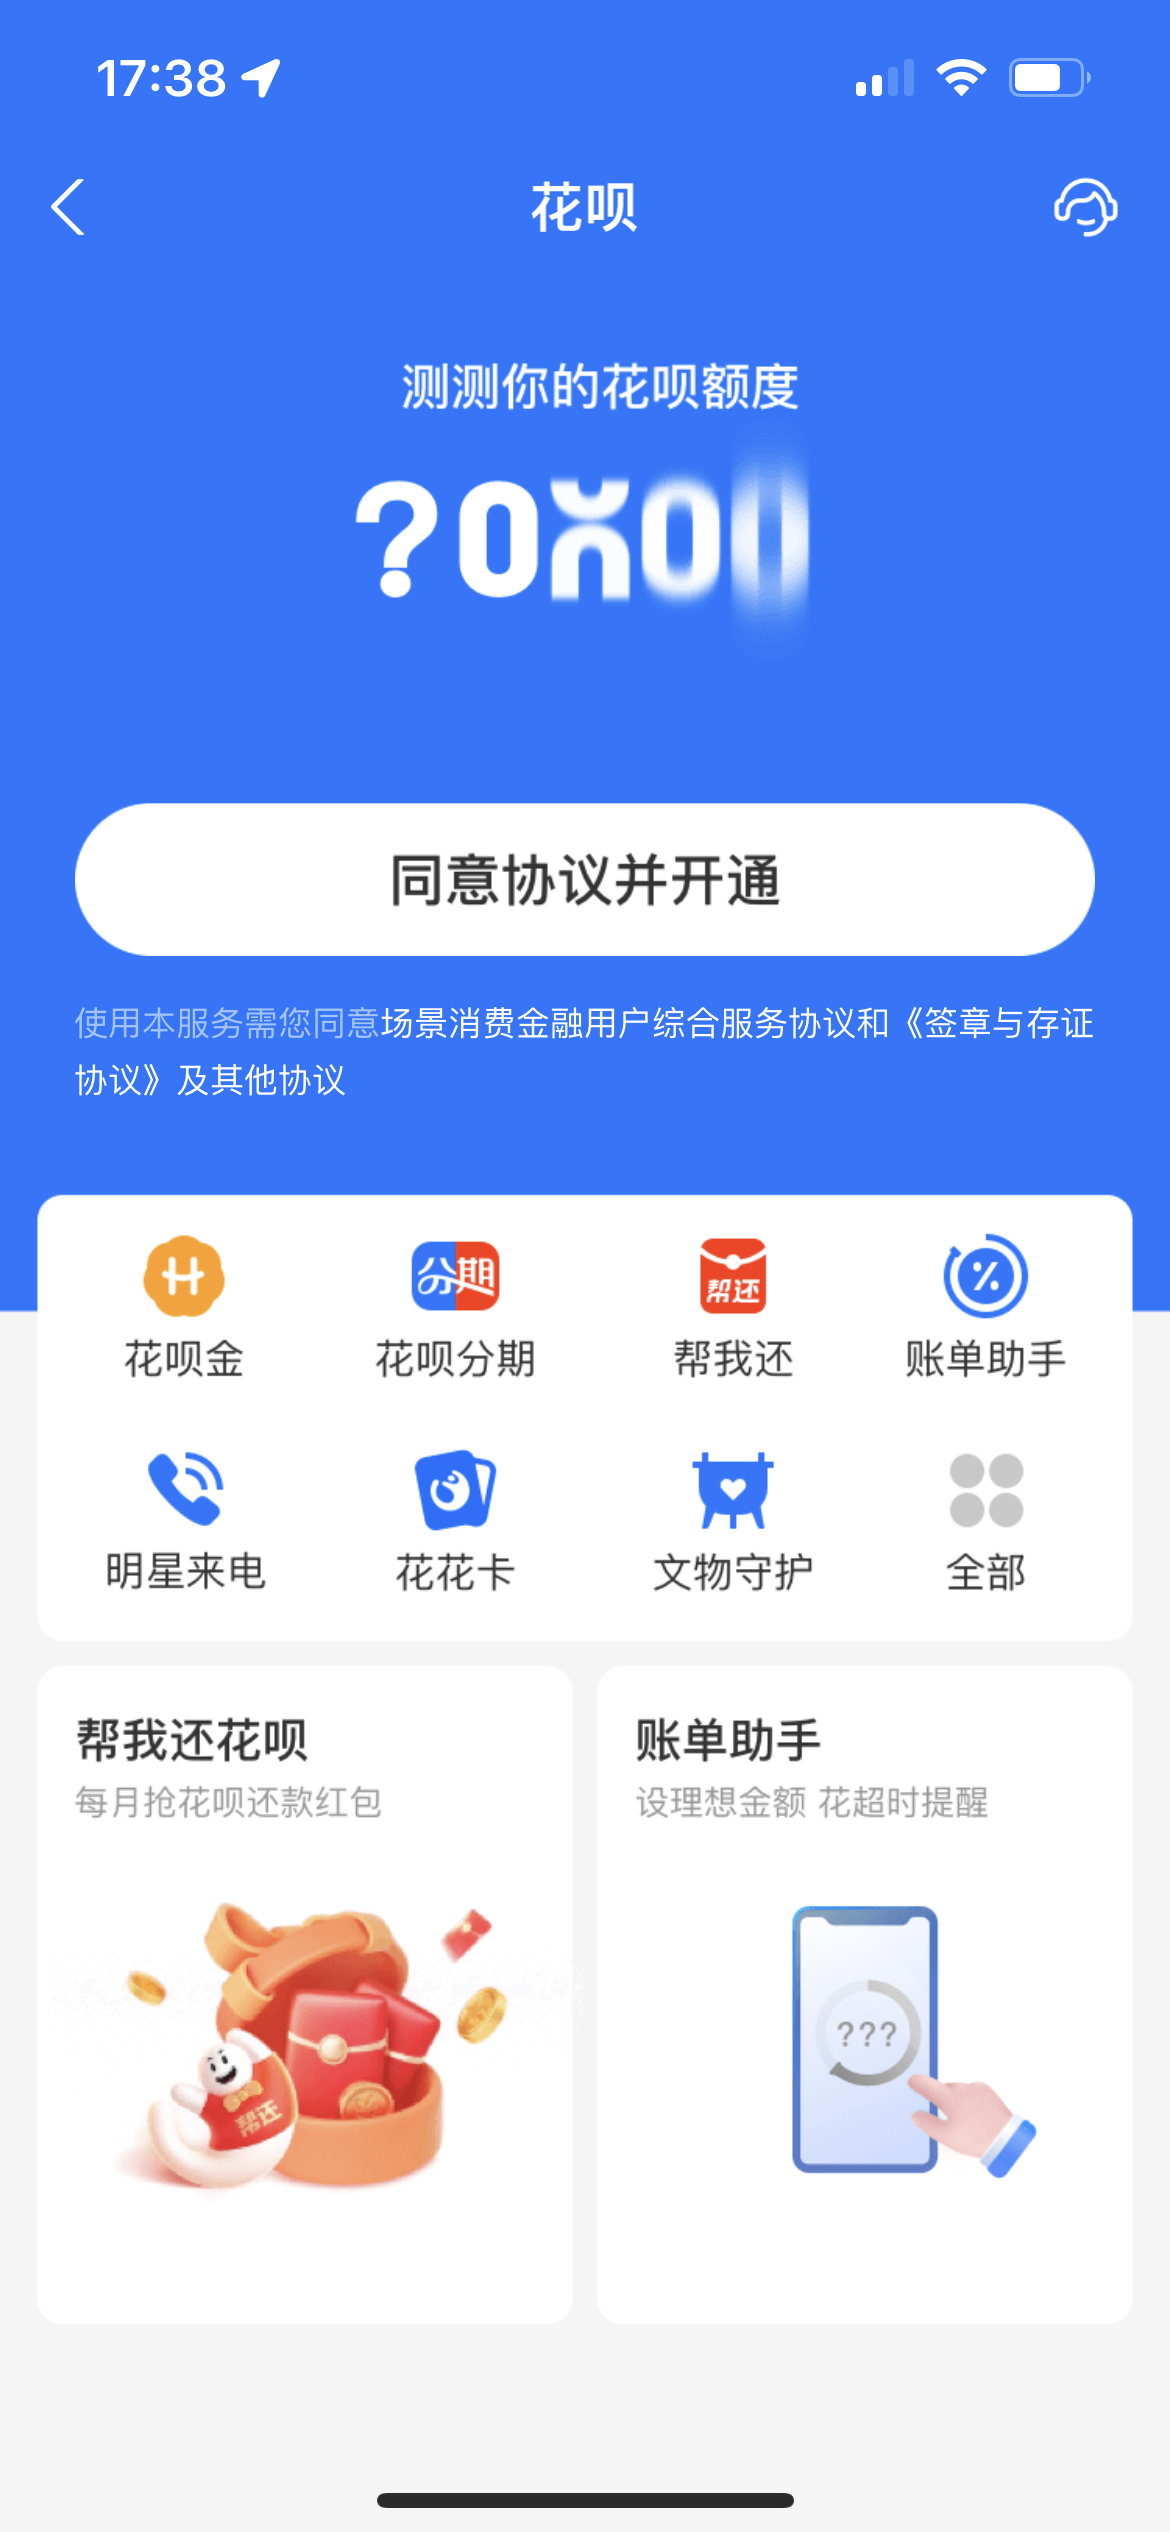 17:38
花呗
测测你的花呗额度
?0
同意协议并开通
使用本服务需您同意场景消费金融用户综合服务协议和《签章与存证
协议》及其他协议
分期
帮还
花呗金
花呗分期
帮我还
账单助手
明星来电
花花卡
文物守护
全部
帮我还花呗
账单助手
每月抢花呗还款红包
设理想金额 花超时提醒
???
帮还